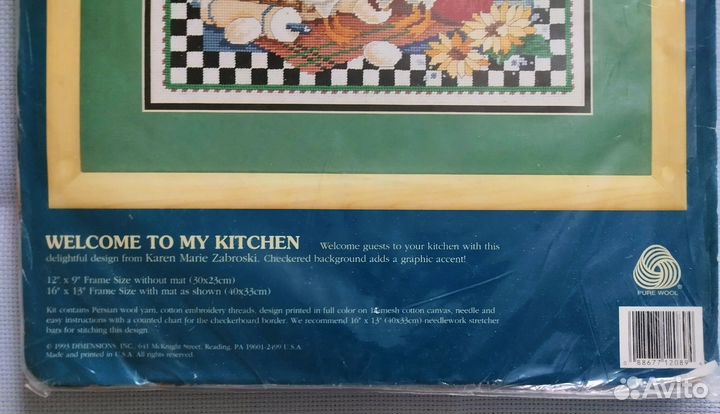 WELCOME TO MY KITCHEN Welcome guests to your kitchen with this
delightful design from Karen Marie Zabroski. Checkered background adds a graphic accent!
12" x 9" Frame Size without mat (30x23cm)
16" x 13" Frame Size with mat as shown (40x33cm)
Kit contains Persian wool yarn, cotton embroidery threads, design printed in full color on mesh cotton canvas, needle and
easy instructions with a counted chart for the checkerboard border. We recommend 16" x 13" (40x33cm) needlework stretcher
bars for stitching this design.
© 1993 DIMENSIONS, INC., 641 McKnight Street, Reading, PA 19601-2499 U.S.A.
Made and printed in U.S.A. All rights reserved.
PURE WOOL
88677 12089
Avito